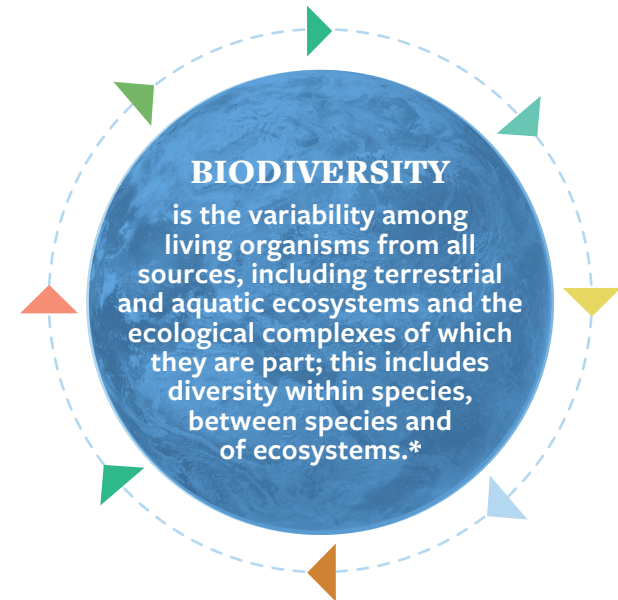 BIODIVERSITY
is the variability among
living organisms from all
sources, including terrestrial
and aquatic ecosystems and the
ecological complexes of which
they are part; this includes
diversity within species,
between species and
of ecosystems.*